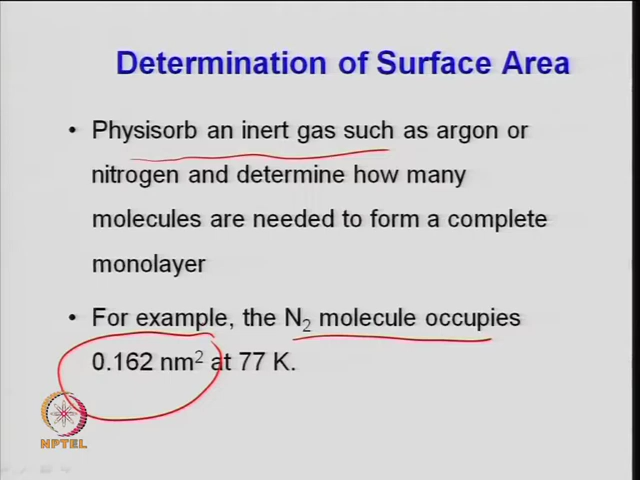 Determination of Surface Area
• Physisorb an inert gas such as argon or
nitrogen and determine how many
molecules are needed to form a complete
monolayer
• For example, the N₂ molecule occupies
0.162 nm² at 77 K.
NPTEL